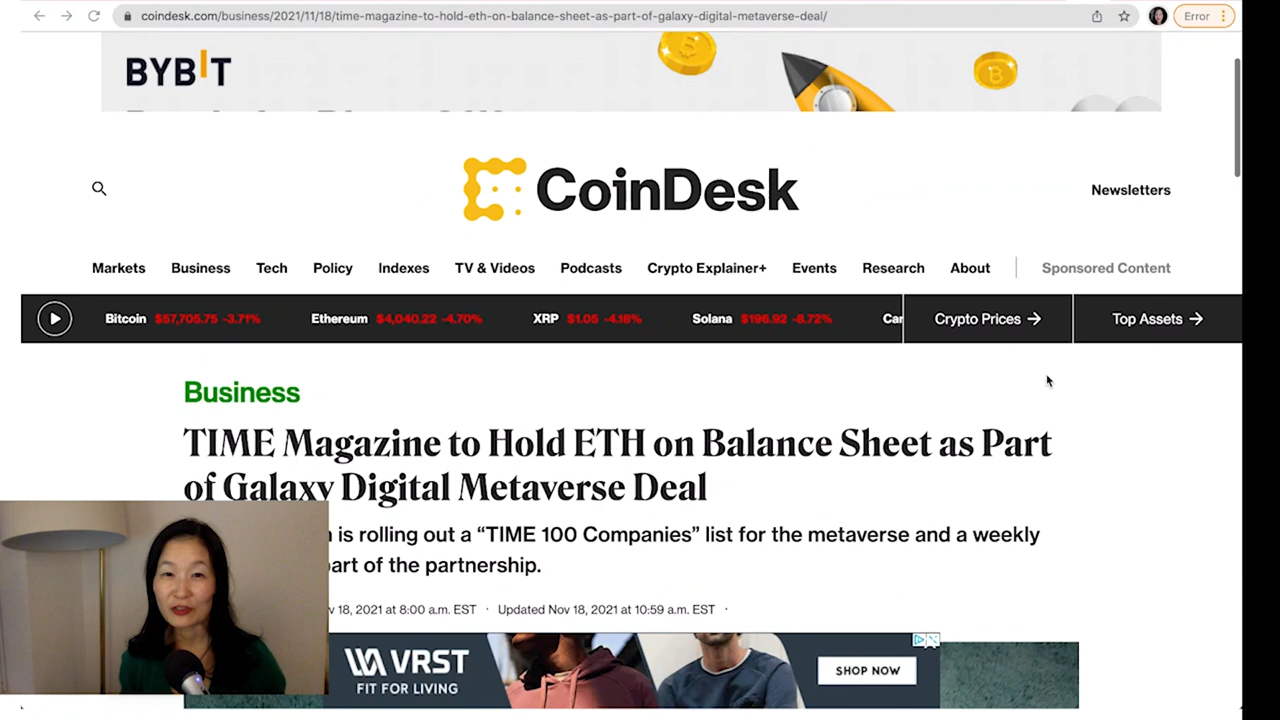 coindesk.com/business/2021/11/18/time-magazine-to-hold-eth-on-balance-sheet-as-part-of-galaxy-digital-metaverse-deal/
Error
BYBIT
CoinDesk
Newsletters
Markets Business Tech Policy Indexes TV & Videos Podcasts Crypto Explainer+ Events Research About Sponsored Content
Bitcoin $57,705.75 -3.71% Ethereum $4,040.22 -4.70% XRP $1.05 -4.18% Solana $196.92 -8.72% Car Crypto Prices → Top Assets →
Business
TIME Magazine to Hold ETH on Balance Sheet as Part
of Galaxy Digital Metaverse Deal
is rolling out a “TIME 100 Companies” list for the metaverse and a weekly
part of the partnership.
18, 2021 at 8:00 a.m. EST · Updated Nov 18, 2021 at 10:59 a.m. EST ·
VRST
FIT FOR LIVING
SHOP NOW